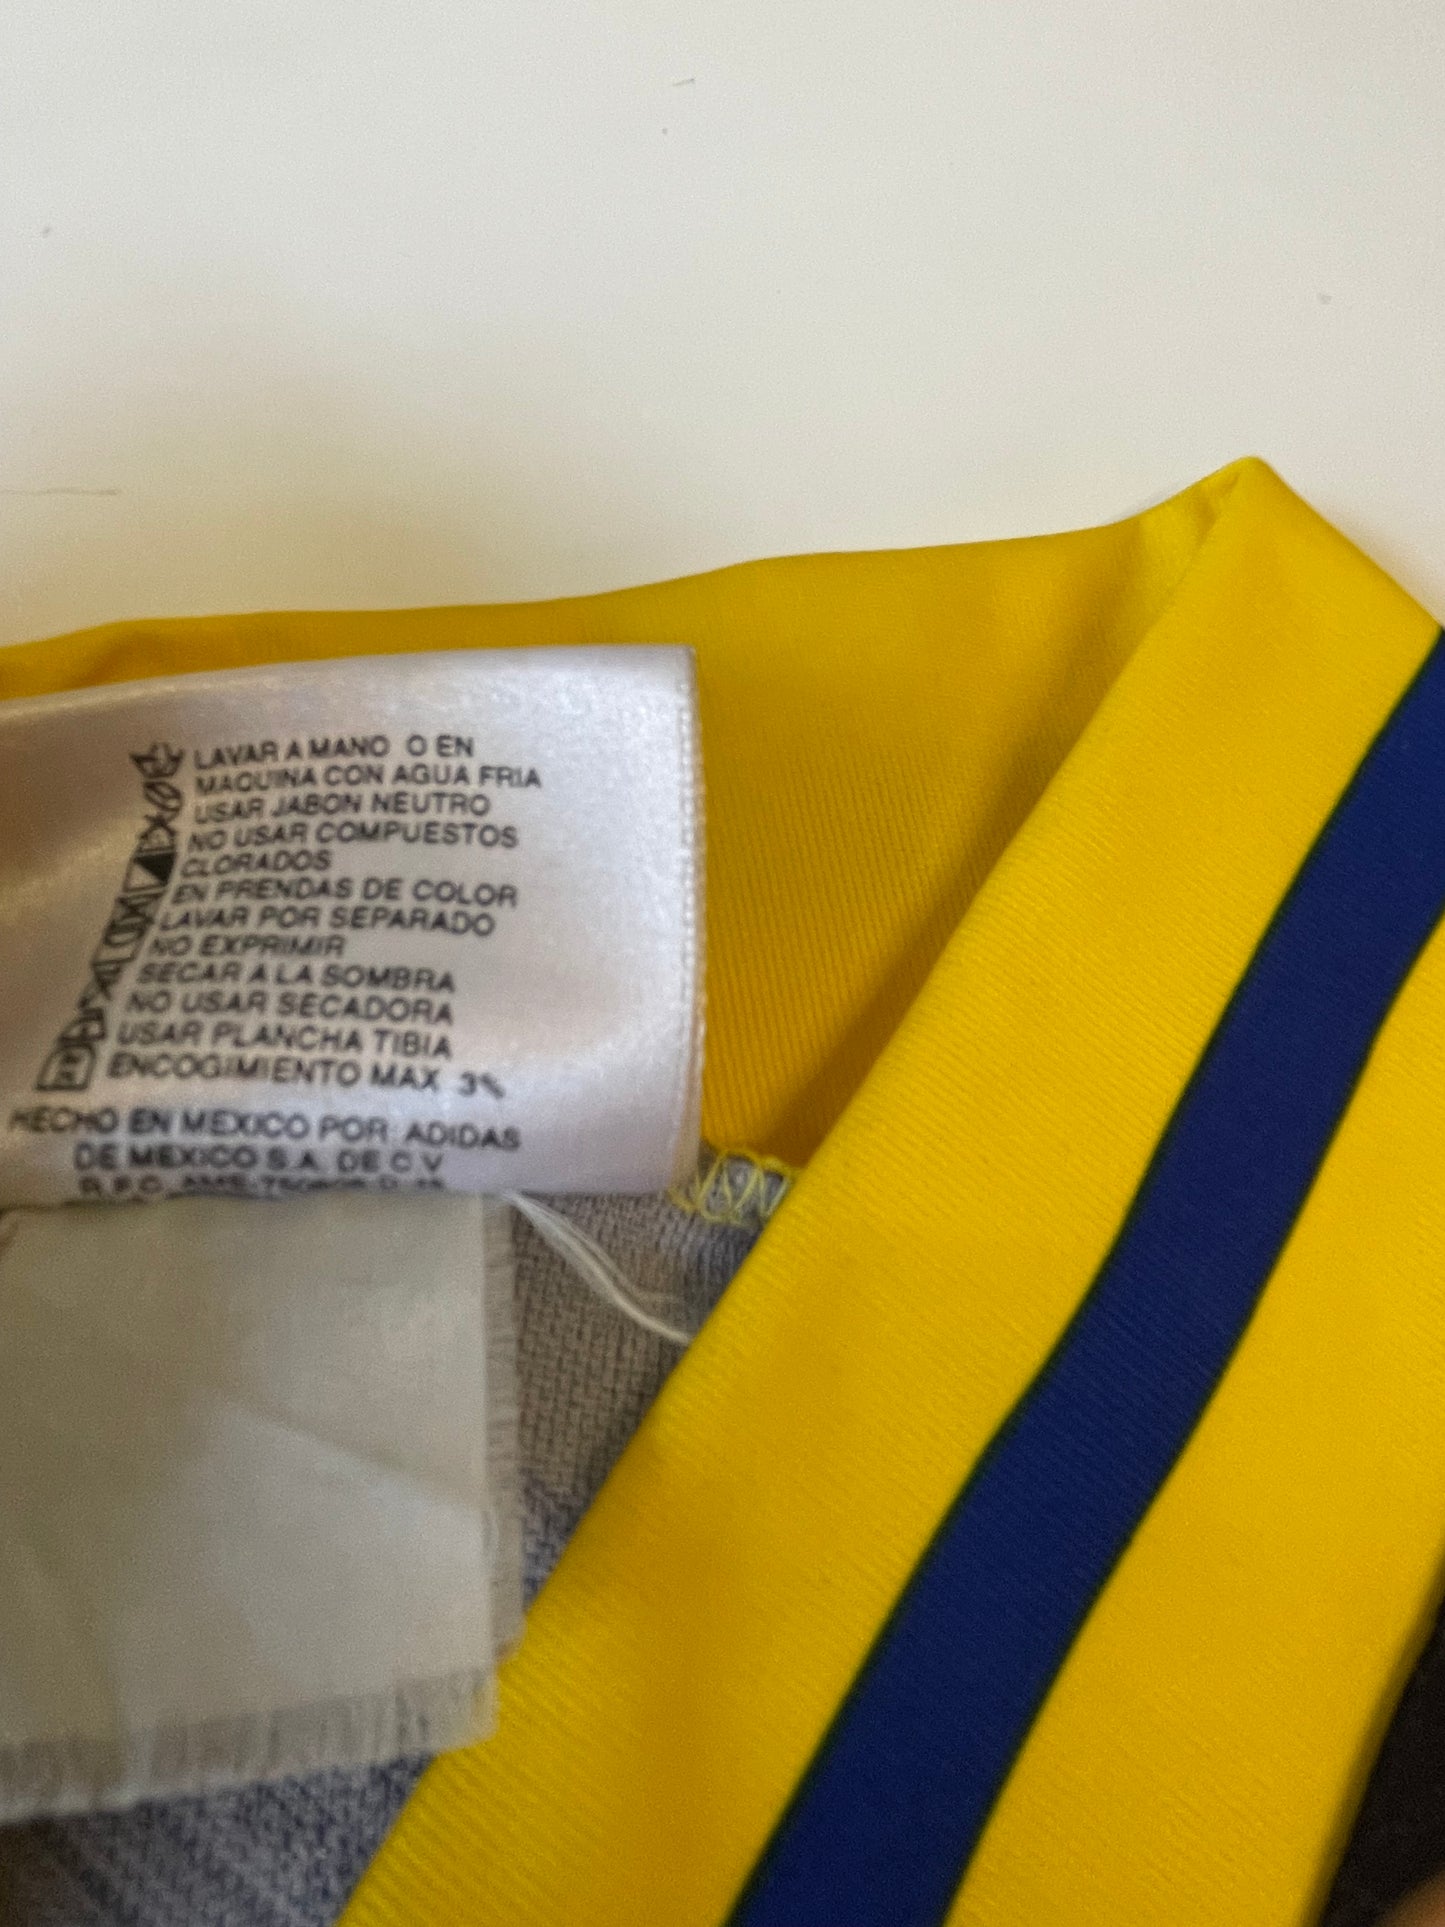 LAVAR A MANO O EN
MAQUINA CON AGUA FRIA
USAR JABON NEUTRO
NO USAR COMPUESTOS
CLORADOS
EN PRENDAS DE COLOR
LAVAR POR SEPARADO
NO EXPRIMIR
SECAR A LA SOMBRA
NO USAR SECADORA
USAR PLANCHA TIBIA
ENCOGIMIENTO MAX 3%
HECHO EN MEXICO POR ADIDAS
DE MEXICO S.A. DE C.V
R.F.C.